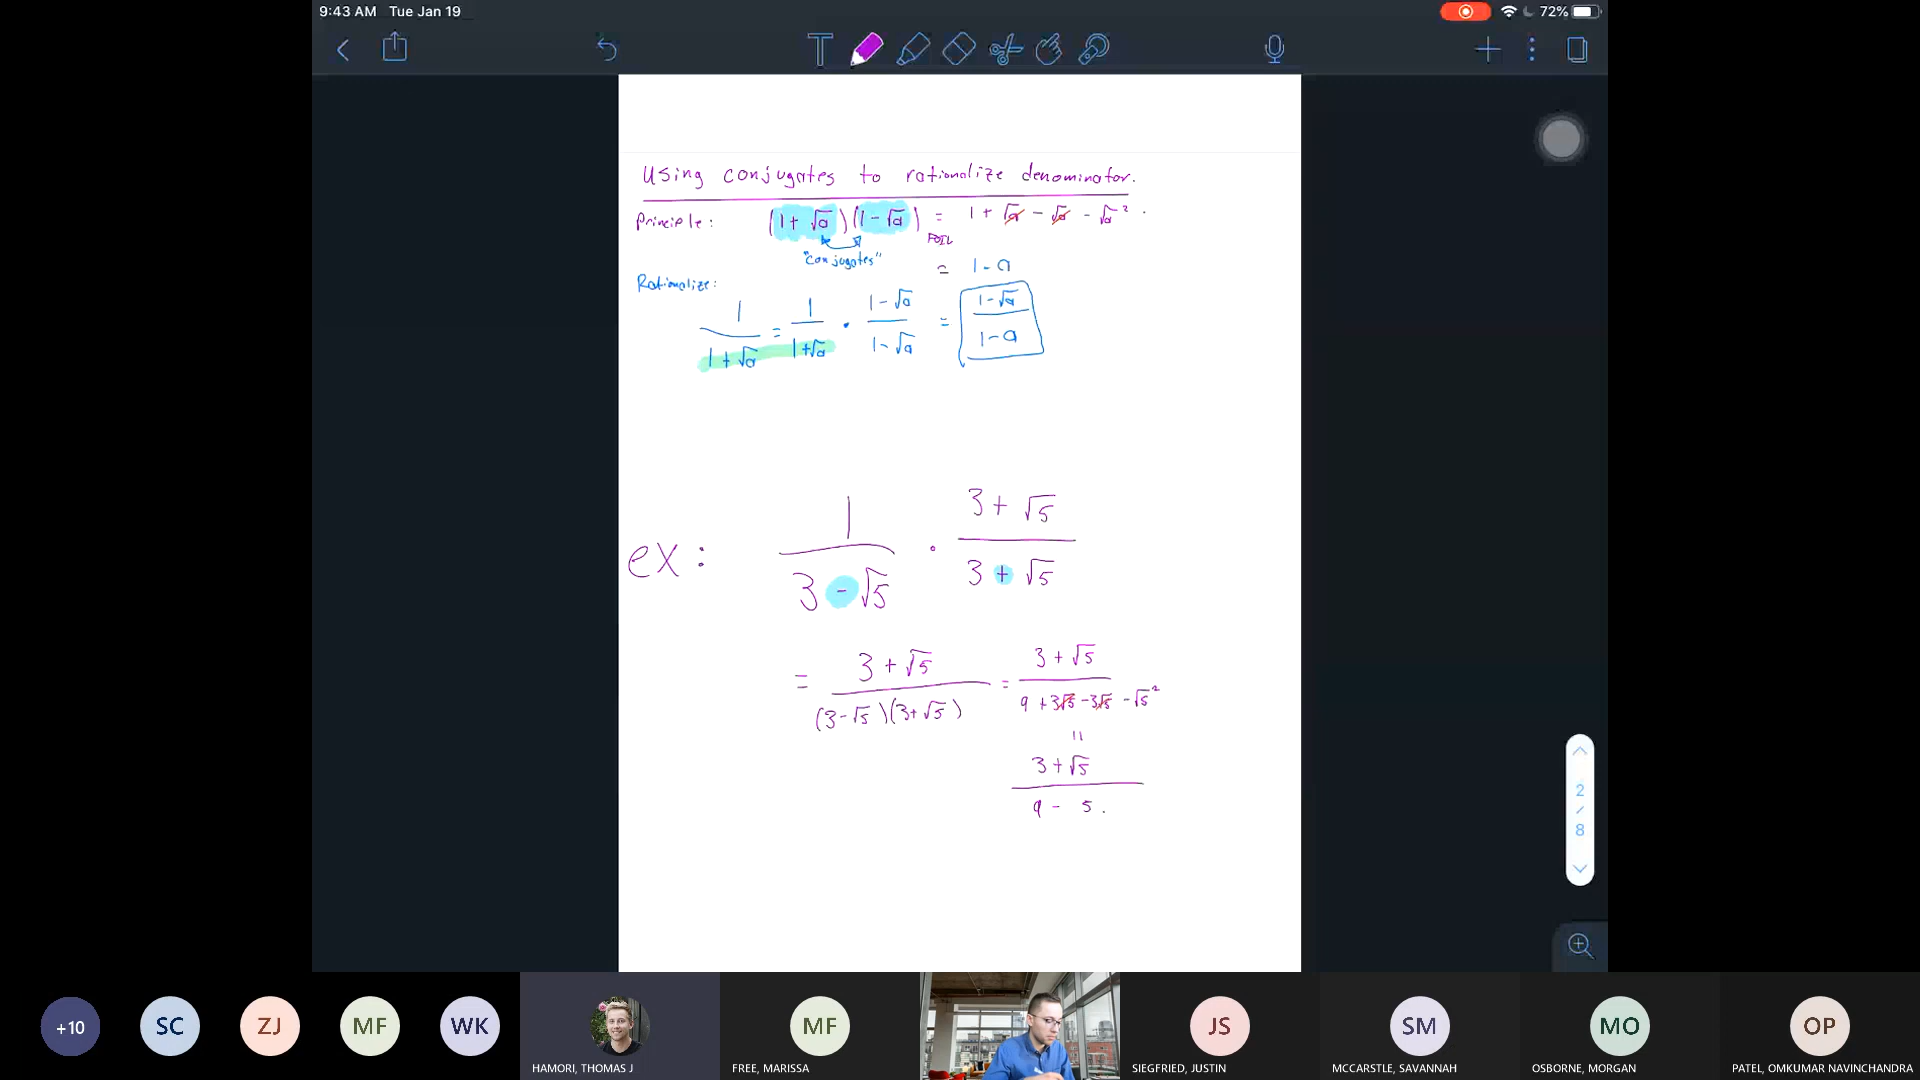 9:43 AM Tue Jan 19
72%
Using conjugates to rationalize denominator.
Principle: (1 + √a)(1 - √a) = 1 + √a - √a - √a² .
FOIL
"conjugates"
= 1 - a
Rationalize:
1/(1 + √a) = 1/(1 + √a) · (1 - √a)/(1 - √a) = (1 - √a)/(1 - a)
ex: 1/(3 - √5) · (3 + √5)/(3 + √5)
= (3 + √5)/((3 - √5)(3 + √5)) = (3 + √5)/(9 + 3√5 - 3√5 - √5²)
=
(3 + √5)/(9 - 5.)
2
/
8
+10
SC
ZJ
MF
WK
HAMORI, THOMAS J
MF
FREE, MARISSA
JS
SIEGFRIED, JUSTIN
SM
MCCARSTLE, SAVANNAH
MO
OSBORNE, MORGAN
OP
PATEL, OMKUMAR NAVINCHANDRA